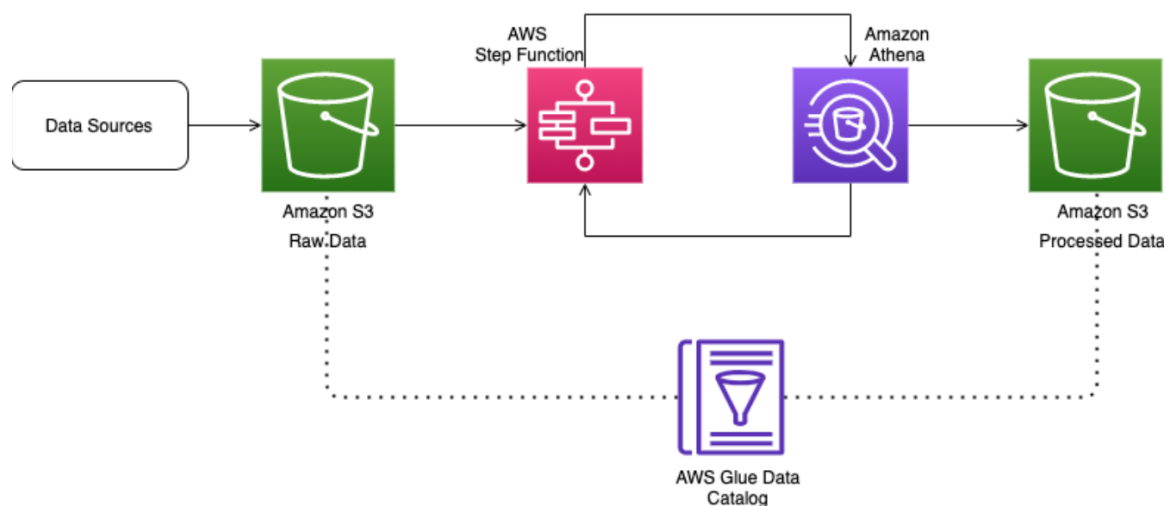 Data Sources
Amazon S3
Raw Data
AWS
Step Function
Amazon
Athena
Amazon S3
Processed Data
AWS Glue Data
Catalog